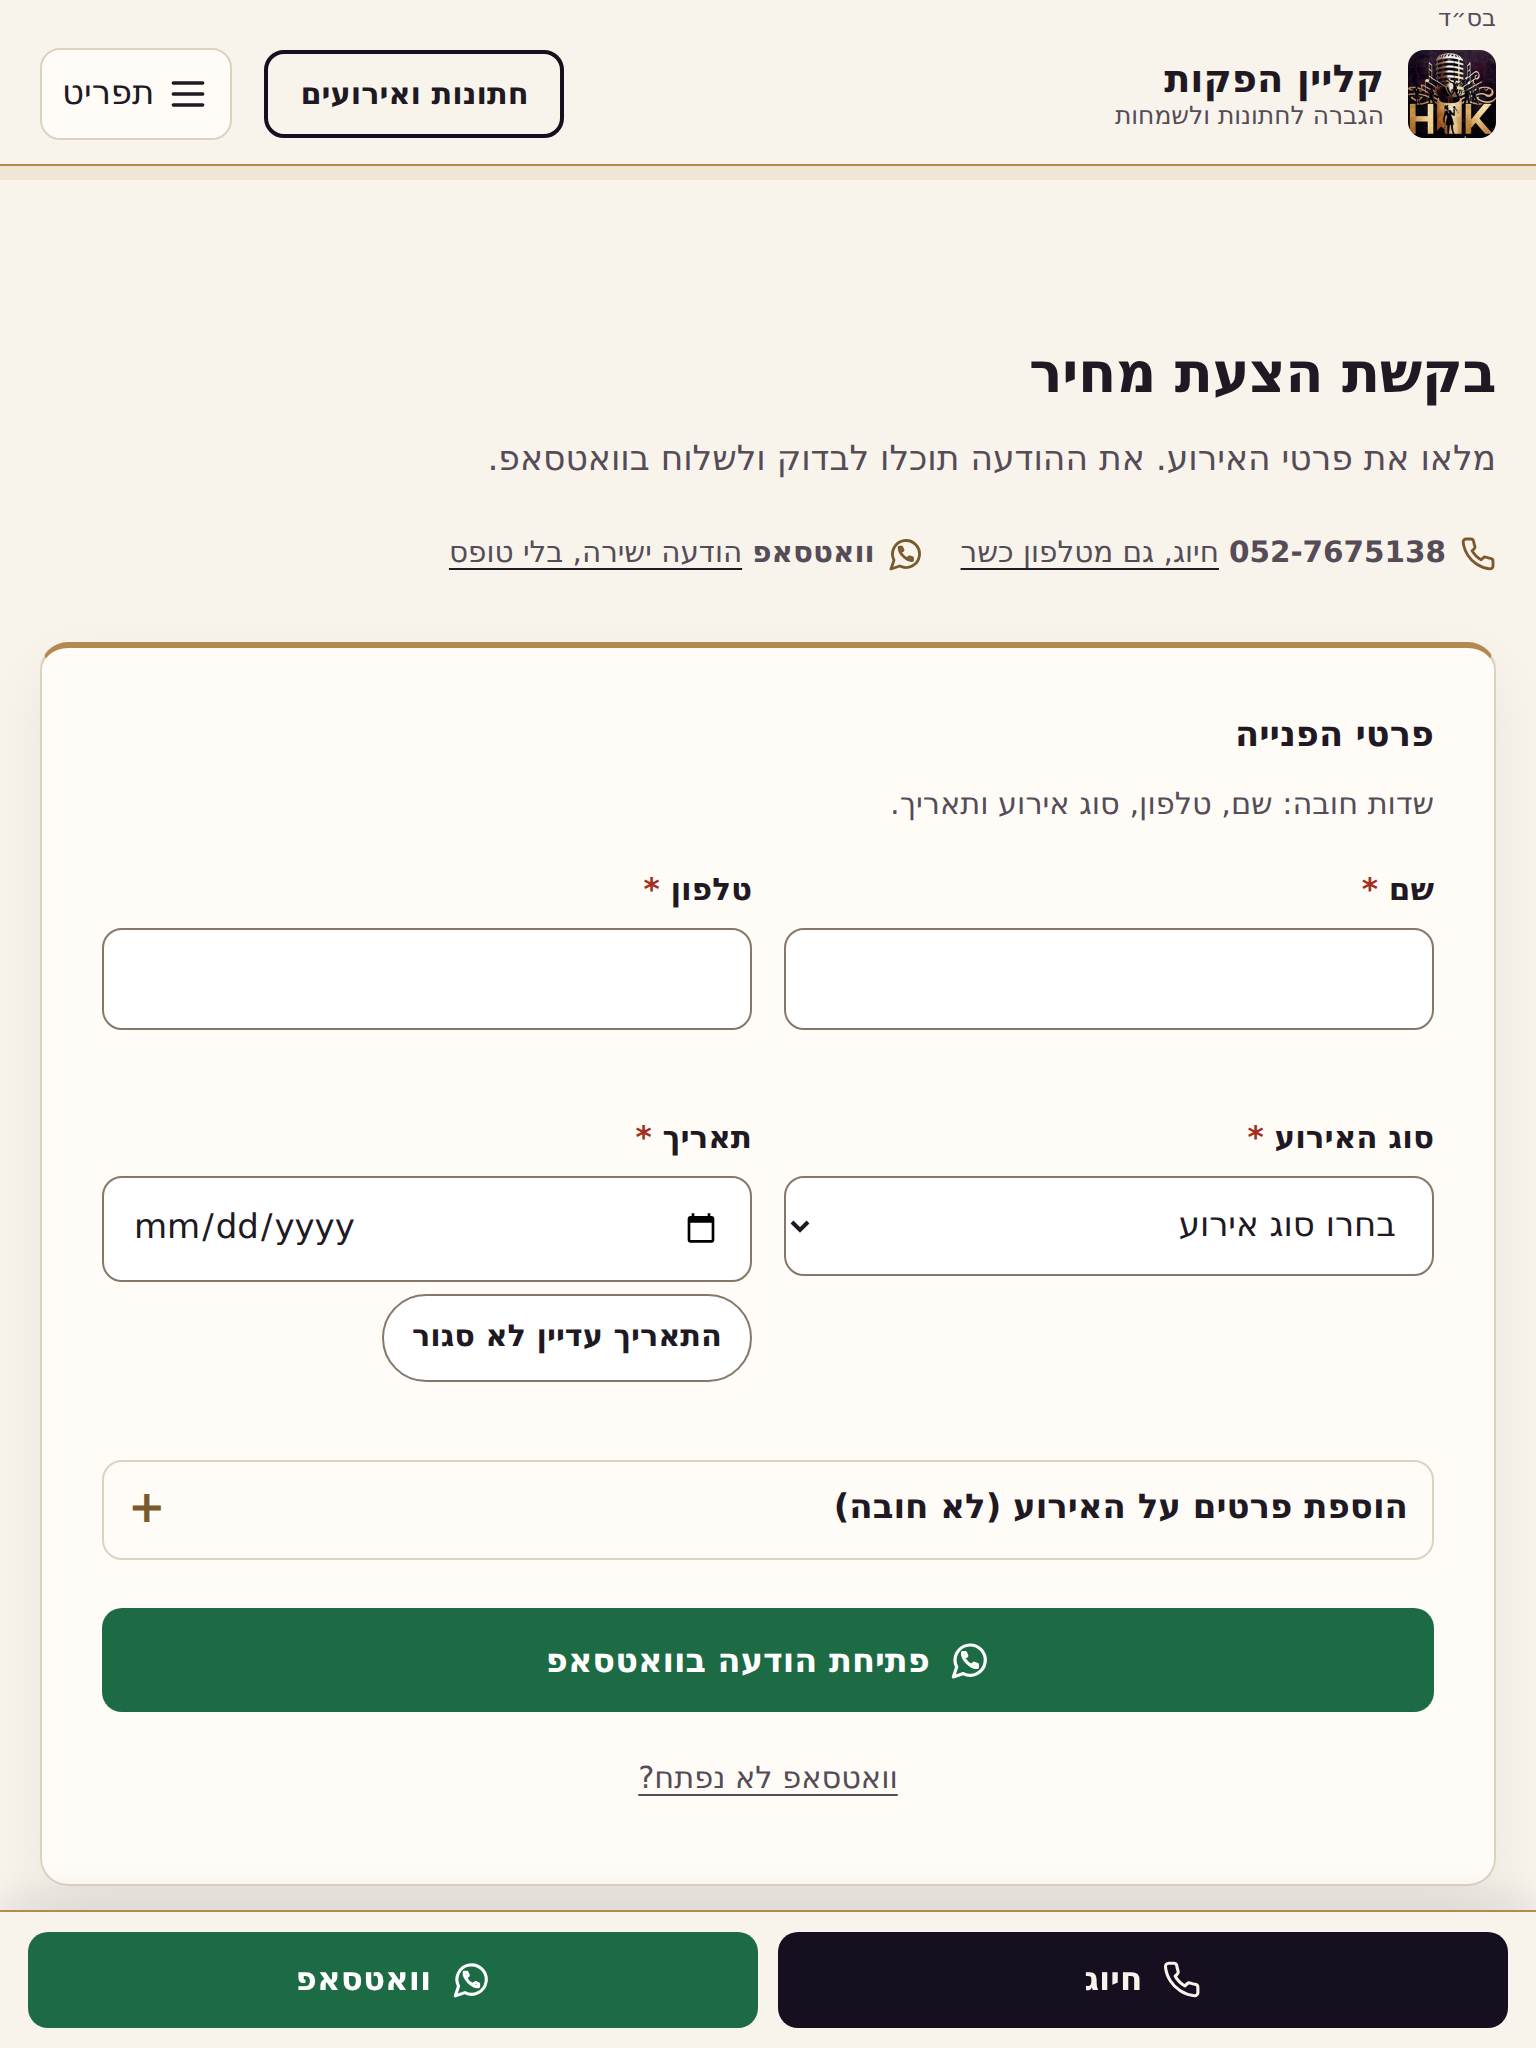 בס״ד
קליין הפקות
הגברה לחתונות ולשמחות
HNK
חתונות ואירועים
תפריט
בקשת הצעת מחיר
מלאו את פרטי האירוע. את ההודעה תוכלו לבדוק ולשלוח בוואטסאפ.
052-7675138 חיוג, גם מטלפון כשר
וואטסאפ הודעה ישירה, בלי טופס
פרטי הפנייה
שדות חובה: שם, טלפון, סוג אירוע ותאריך.
שם *
טלפון *
סוג האירוע *
תאריך *
בחרו סוג אירוע
mm/dd/yyyy
התאריך עדיין לא סגור
הוספת פרטים על האירוע (לא חובה)
+
פתיחת הודעה בוואטסאפ
וואטסאפ לא נפתח?
חיוג
וואטסאפ